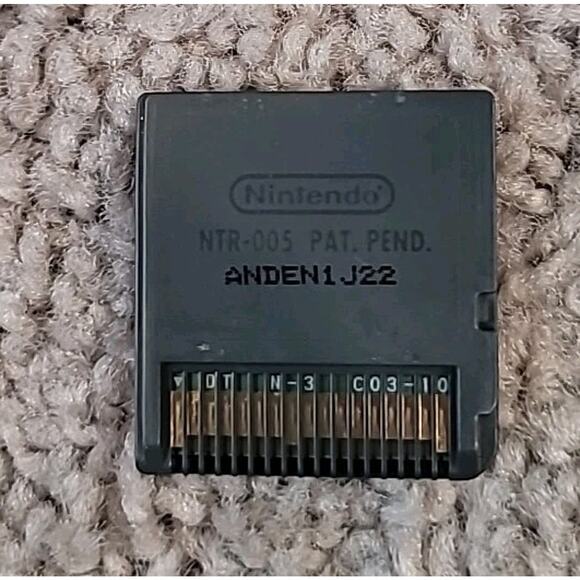 Nintendo®
NTR-005 PAT. PEND.
ANDEN1J22
▼ DT N-3 C03-10